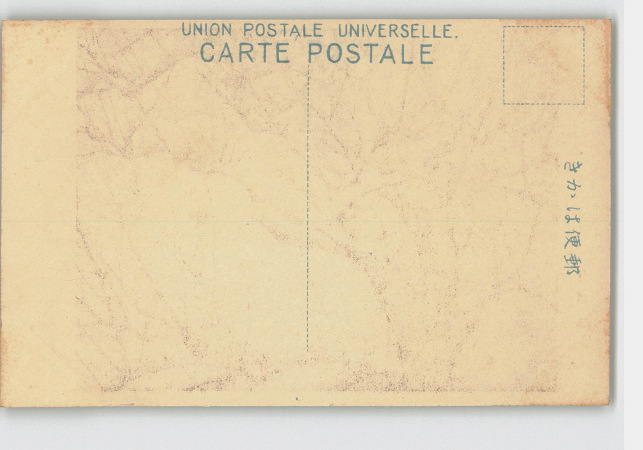 UNION POSTALE UNIVERSELLE.
CARTE POSTALE
郵便はかき